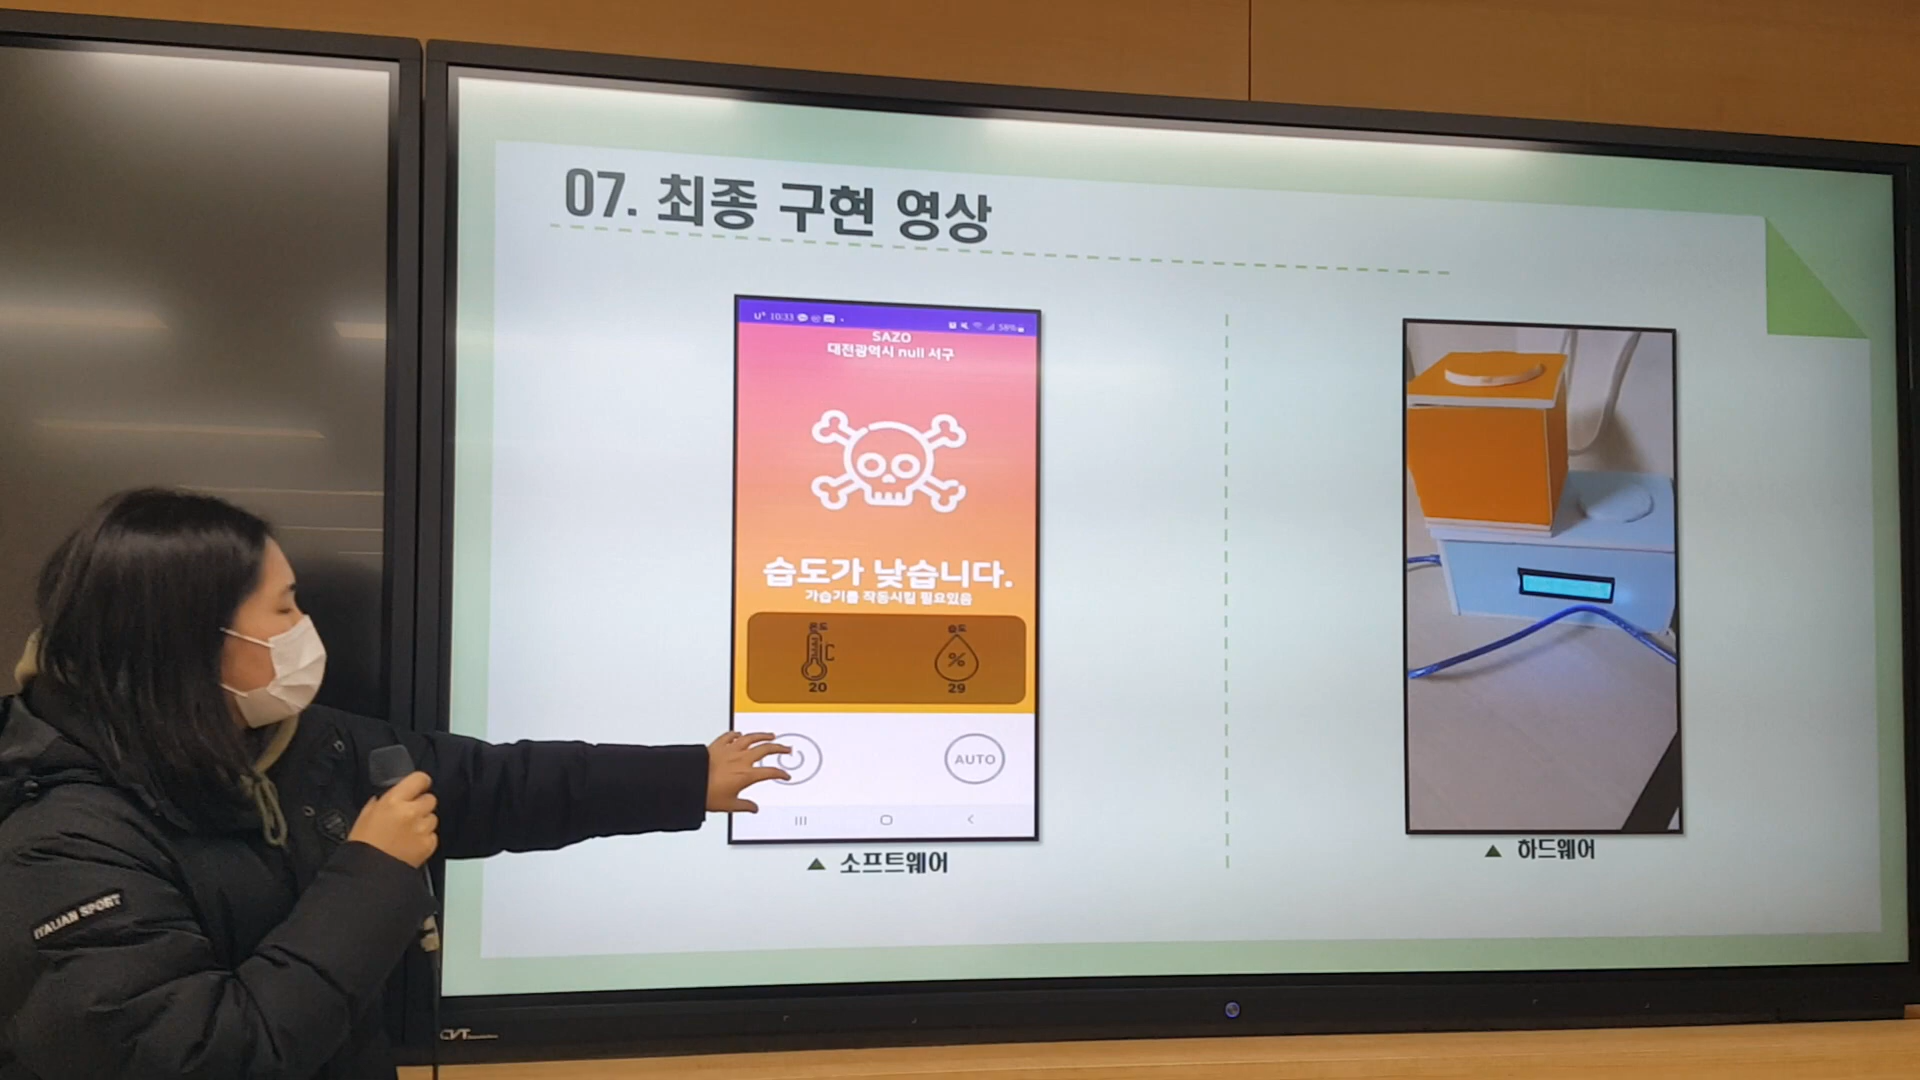 07. 최종 구현 영상
U+ 10:33
58%
SAZO
대전광역시 null 서구
습도가 낮습니다.
가습기를 작동시킬 필요있음
온도
습도
°C
%
20
29
AUTO
▲ 소프트웨어
▲ 하드웨어
ITALIAN SPORT
CVT